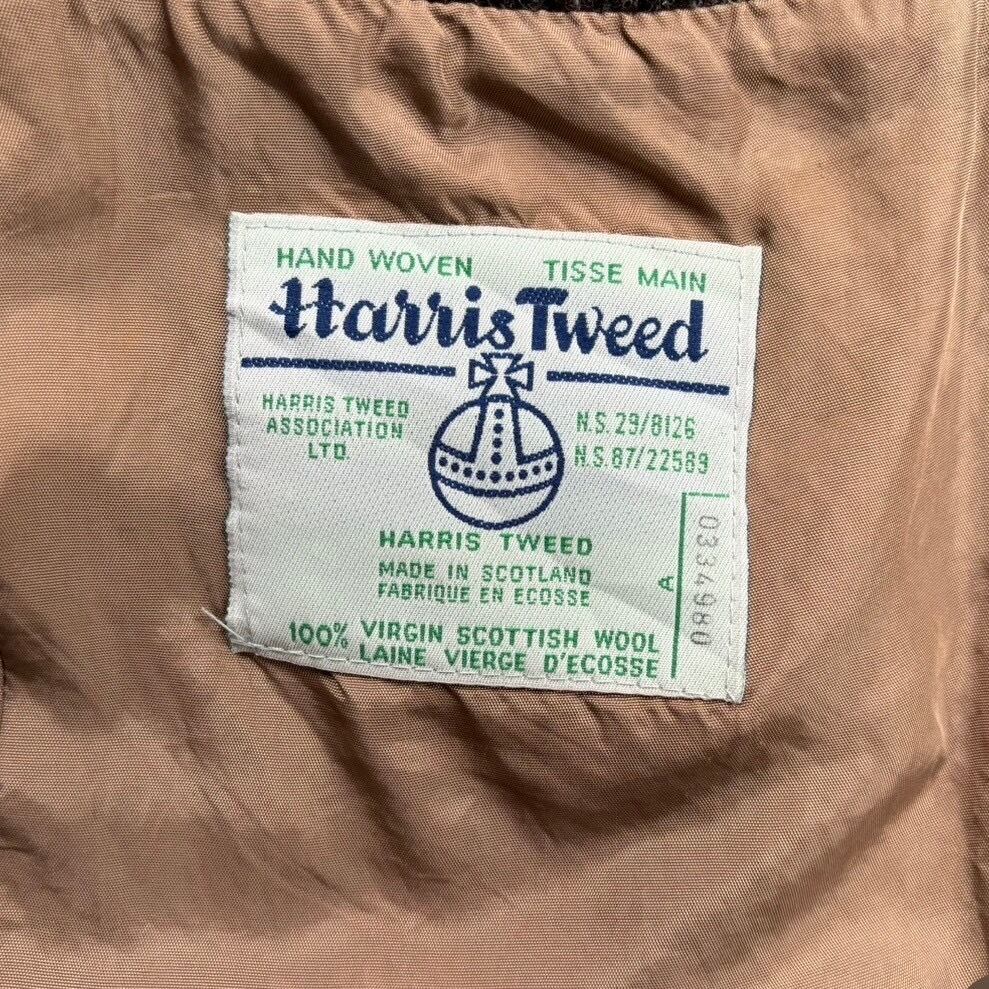 HAND WOVEN TISSE MAIN
Harris Tweed
HARRIS TWEED
ASSOCIATION
LTD
N.S. 29/8126
N.S. 87/22589
HARRIS TWEED
MADE IN SCOTLAND
FABRIQUE EN ECOSSE
100% VIRGIN SCOTTISH WOOL
LAINE VIERGE D'ECOSSE
A
0334980